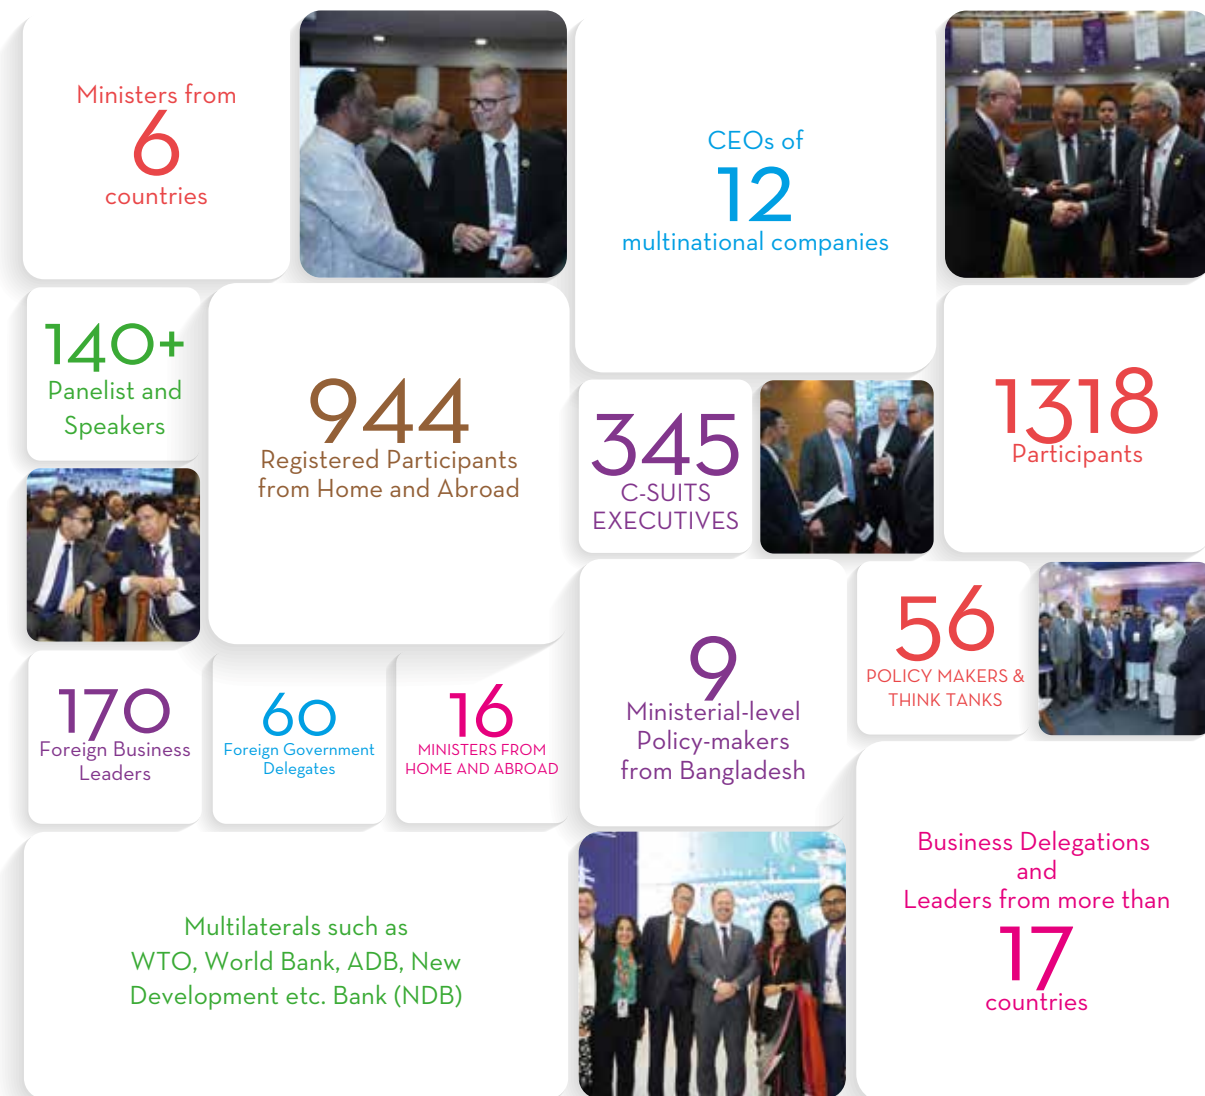 Ministers from
6
countries
CEOs of
12
multinational companies
140+
Panelist and
Speakers
944
Registered Participants
from Home and Abroad
345
C-SUITS
EXECUTIVES
1318
Participants
56
POLICY MAKERS &
THINK TANKS
170
Foreign Business
Leaders
60
Foreign Government
Delegates
16
MINISTERS FROM
HOME AND ABROAD
9
Ministerial-level
Policy-makers
from Bangladesh
Multilaterals such as
WTO, World Bank, ADB, New
Development etc. Bank (NDB)
Business Delegations
and
Leaders from more than
17
countries